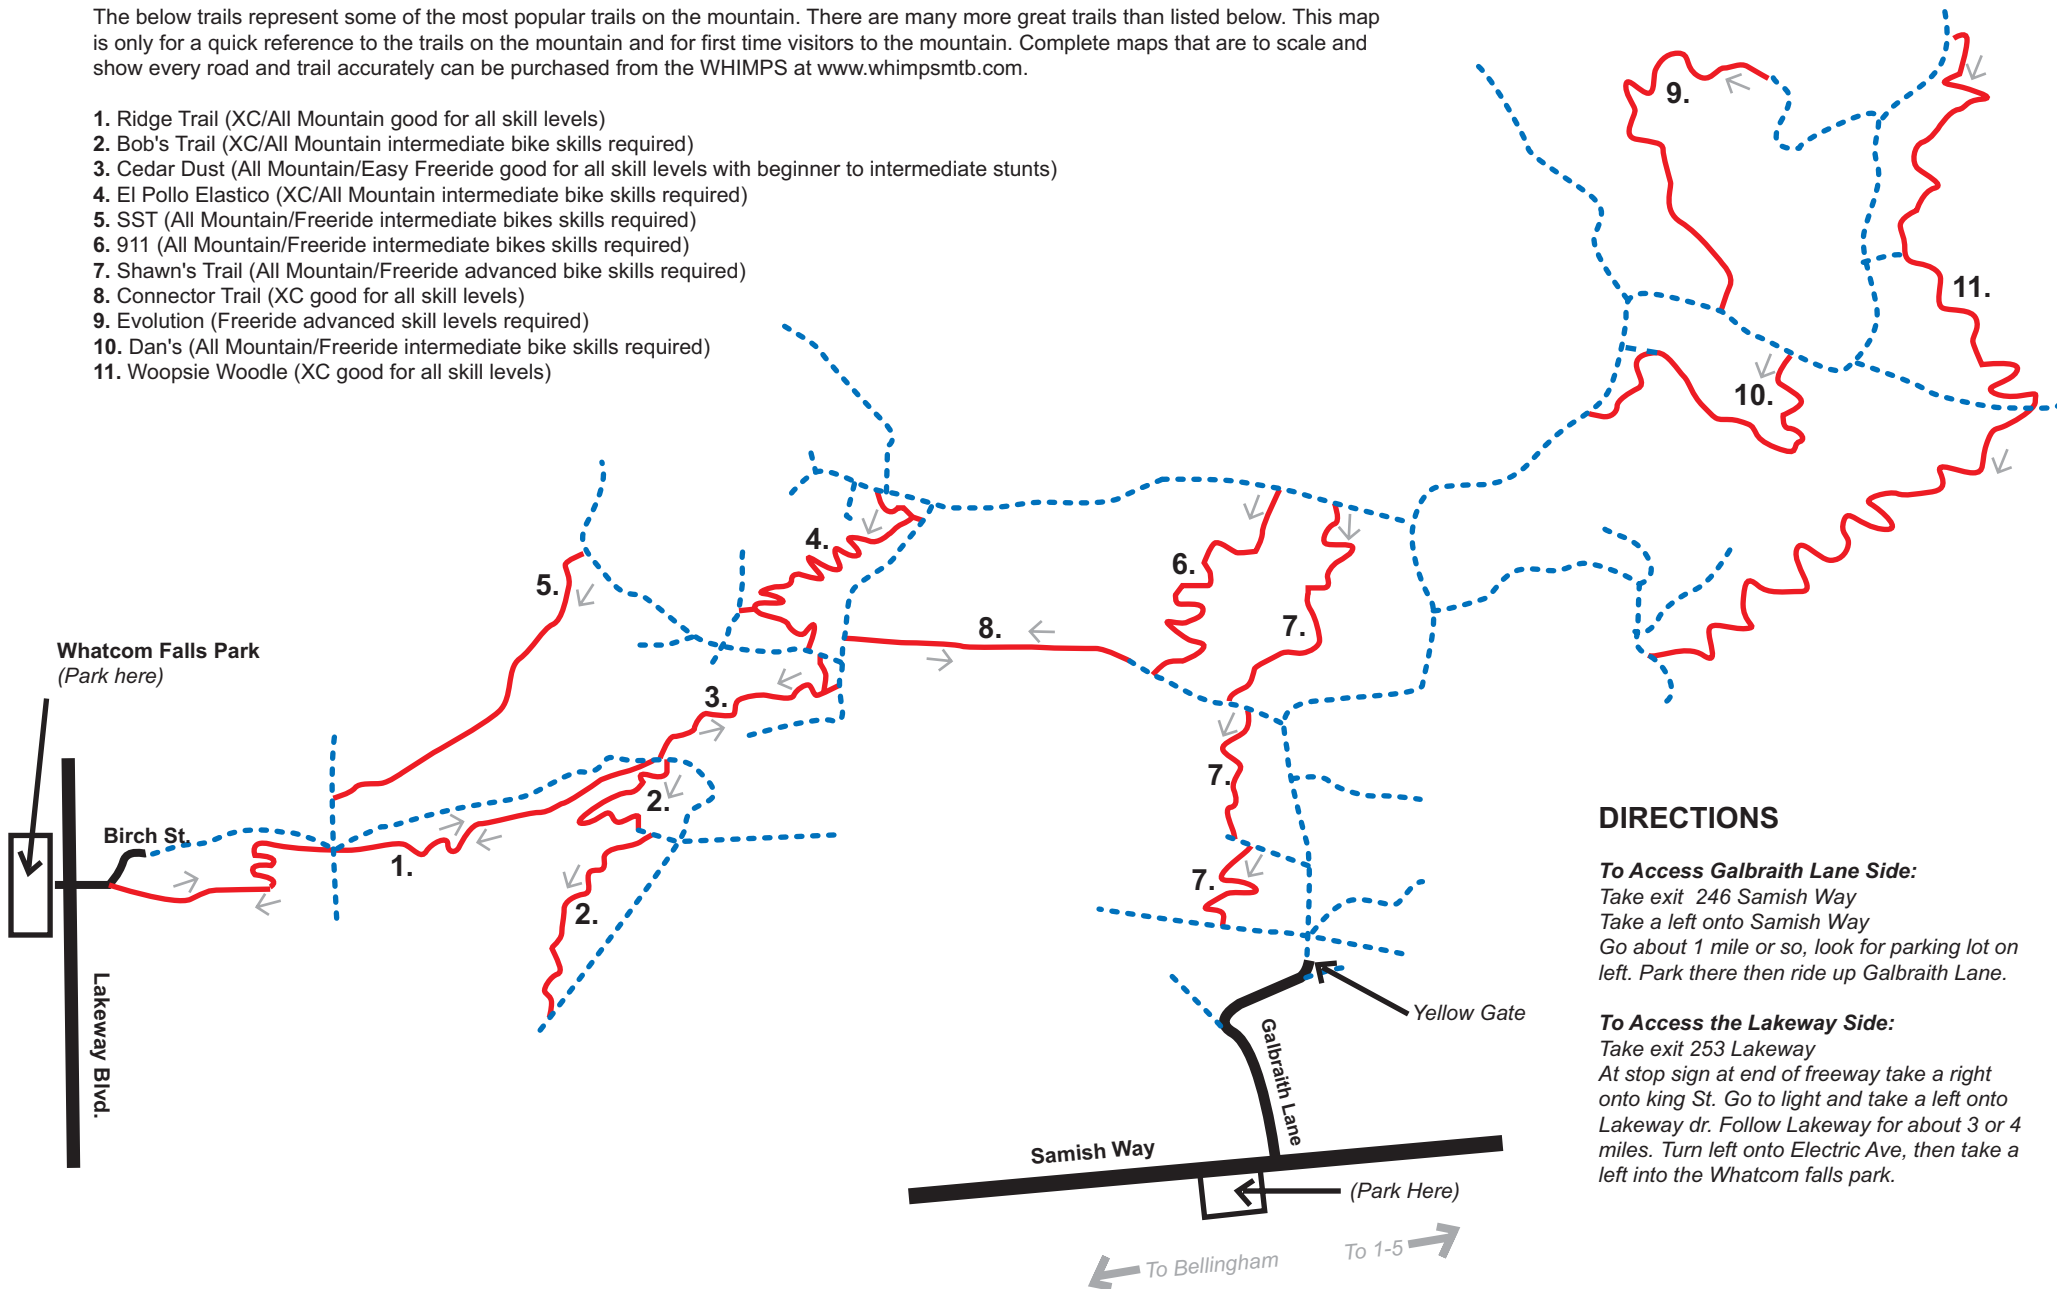 The below trails represent some of the most popular trails on the mountain. There are many more great trails than listed below. This map
is only for a quick reference to the trails on the mountain and for first time visitors to the mountain. Complete maps that are to scale and
show every road and trail accurately can be purchased from the WHIMPS at www.whimpsmtb.com.
1. Ridge Trail (XC/All Mountain good for all skill levels)
2. Bob's Trail (XC/All Mountain intermediate bike skills required)
3. Cedar Dust (All Mountain/Easy Freeride good for all skill levels with beginner to intermediate stunts)
4. El Pollo Elastico (XC/All Mountain intermediate bike skills required)
5. SST (All Mountain/Freeride intermediate bikes skills required)
6. 911 (All Mountain/Freeride intermediate bikes skills required)
7. Shawn's Trail (All Mountain/Freeride advanced bike skills required)
8. Connector Trail (XC good for all skill levels)
9. Evolution (Freeride advanced skill levels required)
10. Dan's (All Mountain/Freeride intermediate bike skills required)
11. Woopsie Woodle (XC good for all skill levels)
9.
11.
10.
4.
5.
6.
7.
8.
3.
7.
2.
1.
2.
7.
Whatcom Falls Park
(Park here)
Birch St.
Lakeway Blvd.
Yellow Gate
Galbraith Lane
Samish Way
(Park Here)
To Bellingham
To 1-5
DIRECTIONS
To Access Galbraith Lane Side:
Take exit 246 Samish Way
Take a left onto Samish Way
Go about 1 mile or so, look for parking lot on
left. Park there then ride up Galbraith Lane.
To Access the Lakeway Side:
Take exit 253 Lakeway
At stop sign at end of freeway take a right
onto king St. Go to light and take a left onto
Lakeway dr. Follow Lakeway for about 3 or 4
miles. Turn left onto Electric Ave, then take a
left into the Whatcom falls park.